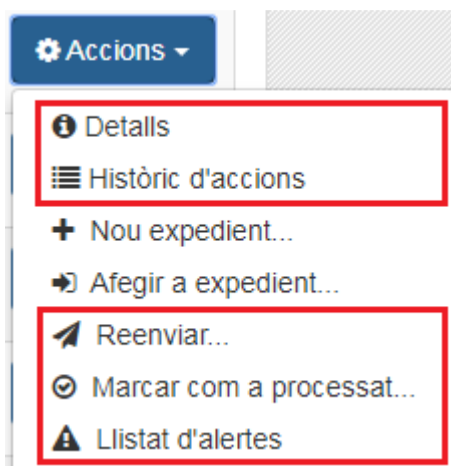 Accions
Detalls
Històric d'accions
Nou expedient...
Afegir a expedient...
Reenviar...
Marcar com a processat...
Llistat d'alertes